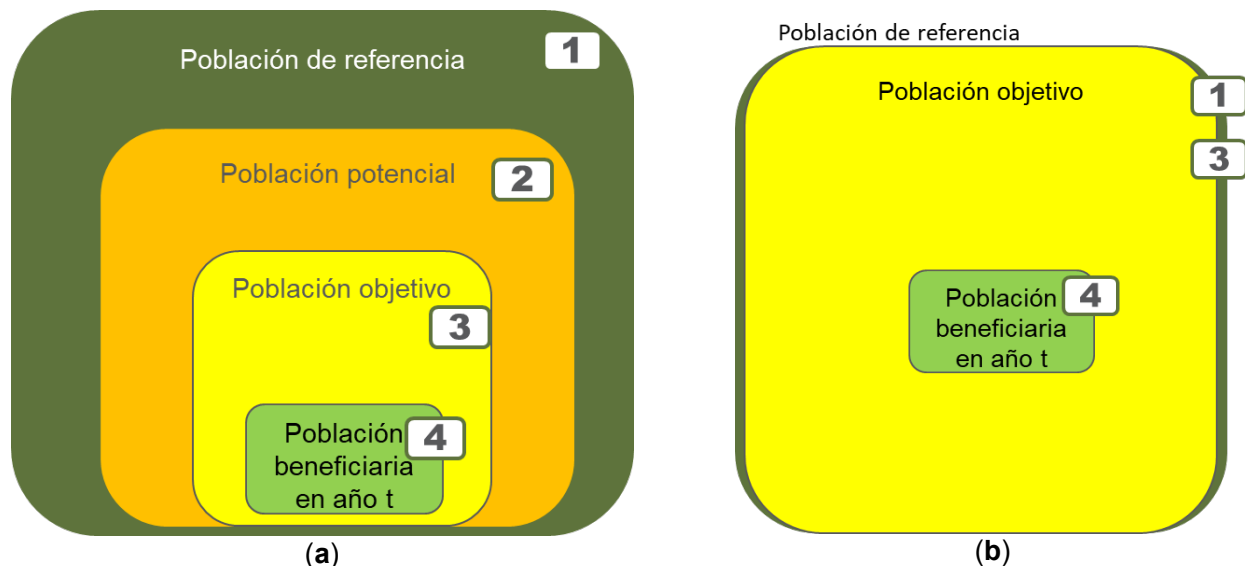 Población de referencia
1
Población potencial
2
Población objetivo
3
Población
beneficiaria
en año t
4
(a)
Población de referencia
Población objetivo
1
3
Población
beneficiaria
en año t
4
(b)